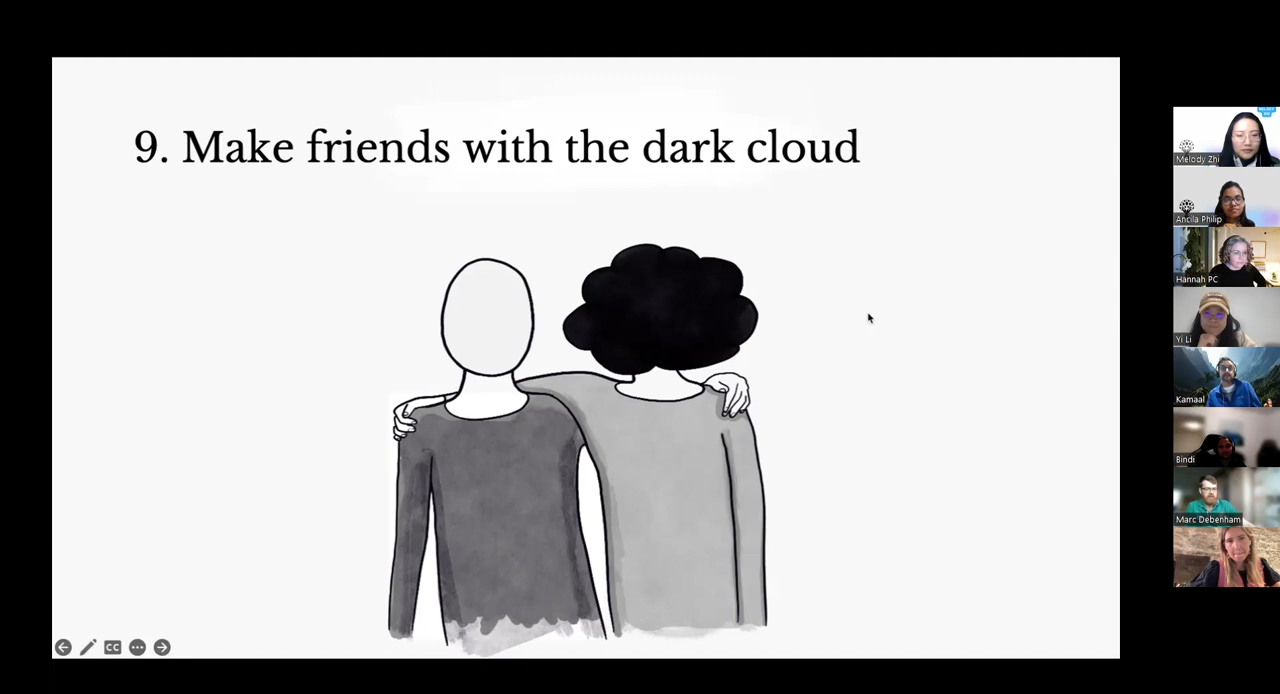 9. Make friends with the dark cloud
Melody Zhi
Ancila Philip
Hannah PC
Yi Li
Kamaal
Bindi
Marc Debenham
CC